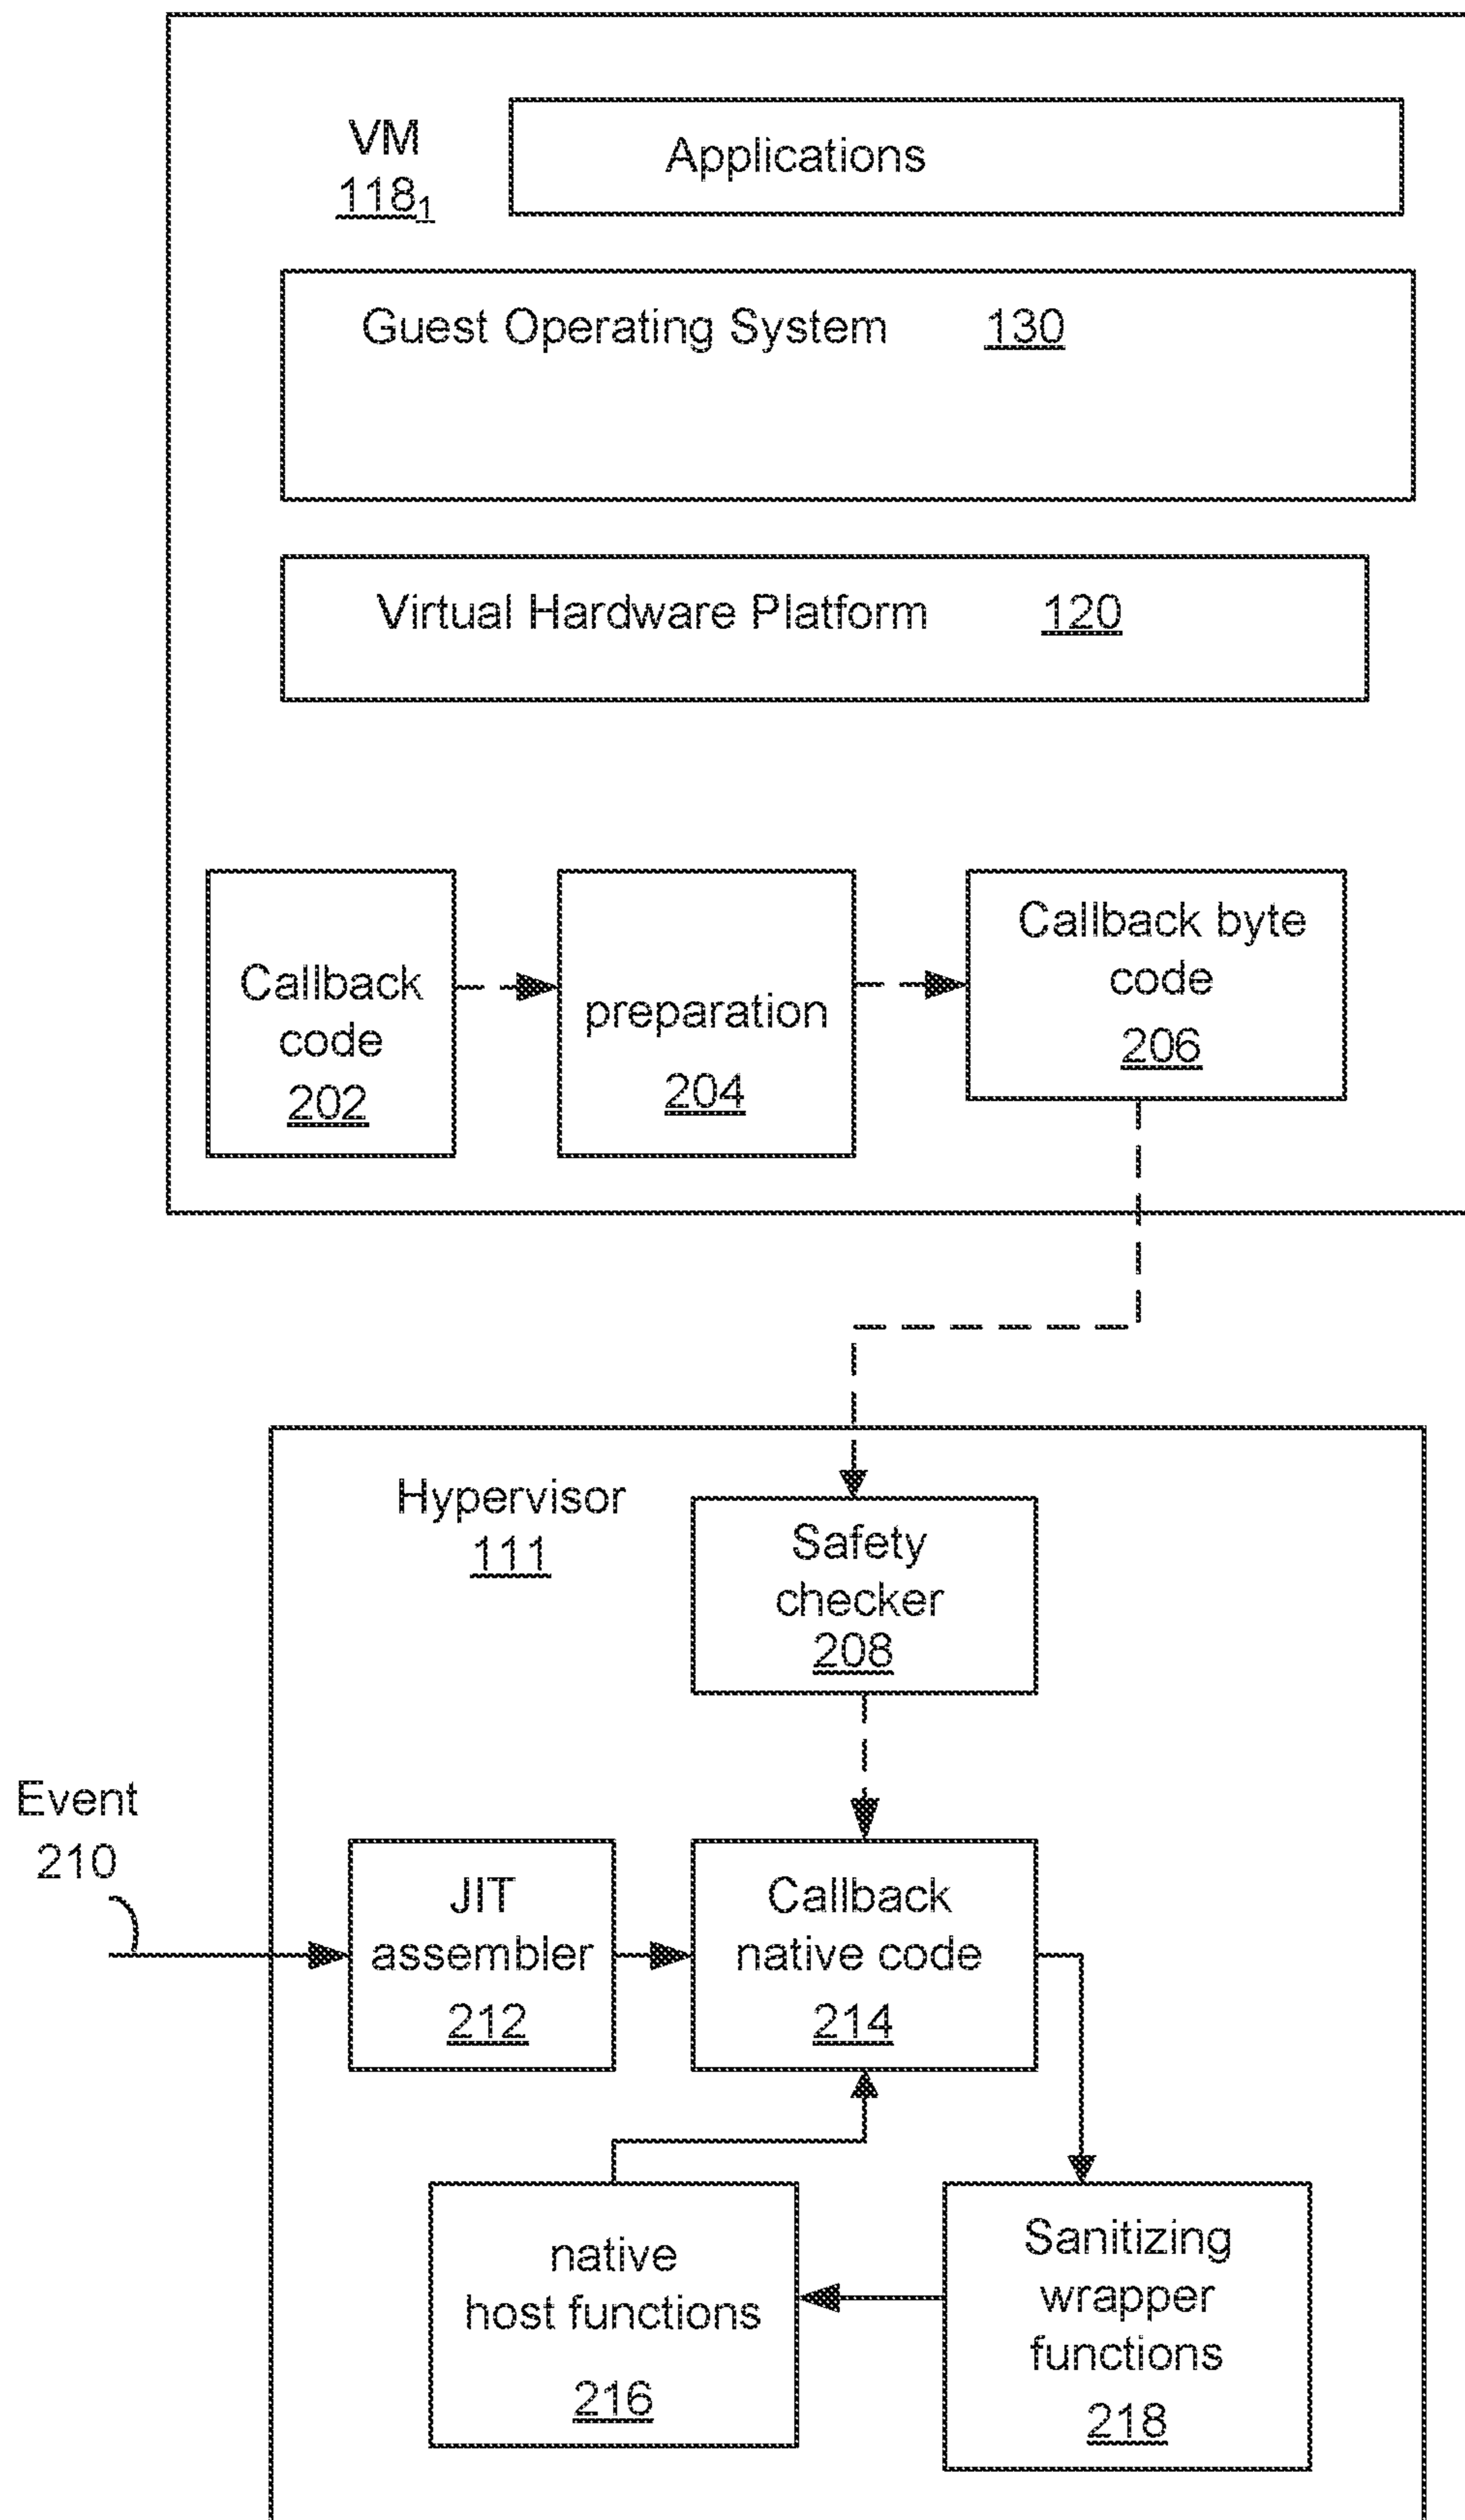 VM
118₁
Applications
Guest Operating System 130
Virtual Hardware Platform 120
Callback
code
202
preparation
204
Callback byte
code
206
Hypervisor
111
Safety
checker
208
Event
210
JIT
assembler
212
Callback
native code
214
native
host functions
216
Sanitizing
wrapper
functions
218